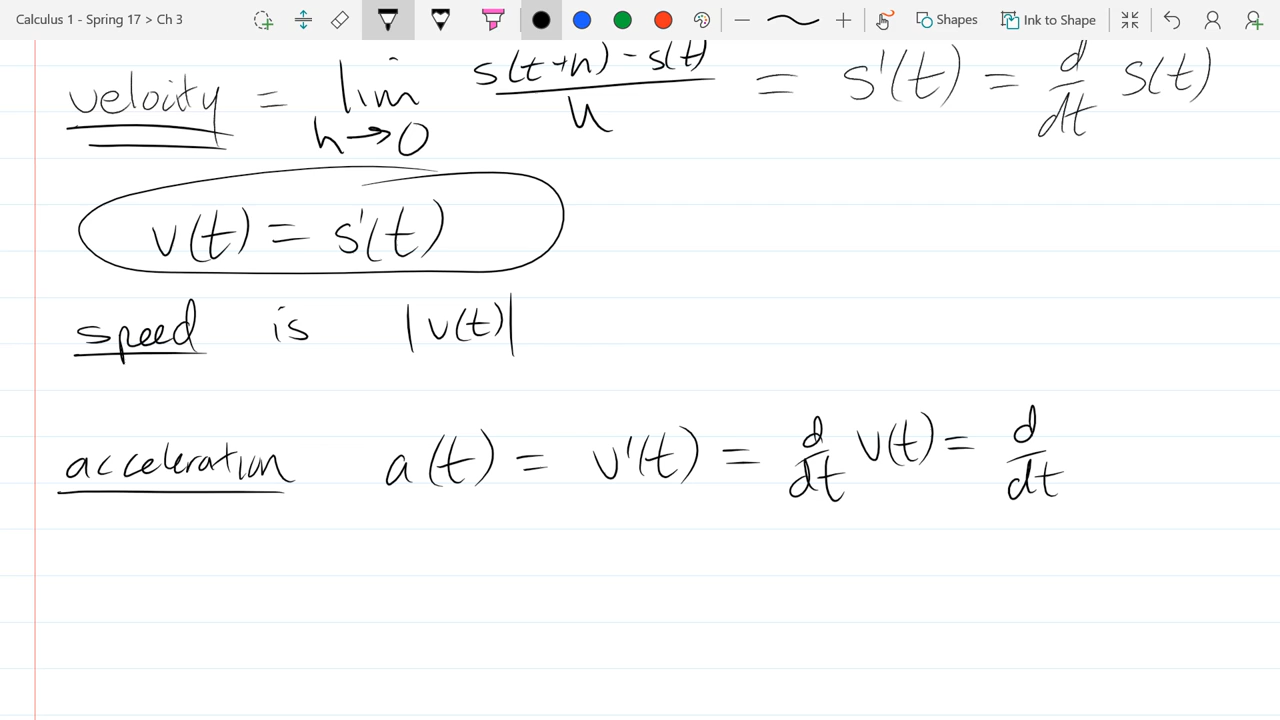 Calculus 1 - Spring 17 > Ch 3 Shapes Ink to Shape
velocity = lim h→0 s(t+h) - s(t) / h = s'(t) = d/dt s(t)
v(t) = s'(t)
speed is |v(t)|
acceleration a(t) = v'(t) = d/dt v(t) = d/dt